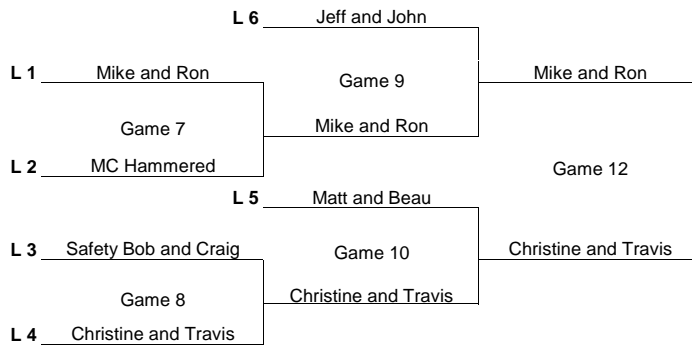 L 6 Jeff and John
L 1 Mike and Ron Game 9 Mike and Ron
Game 7 Mike and Ron
L 2 MC Hammered Game 12
L 5 Matt and Beau
L 3 Safety Bob and Craig Game 10 Christine and Travis
Game 8 Christine and Travis
L 4 Christine and Travis